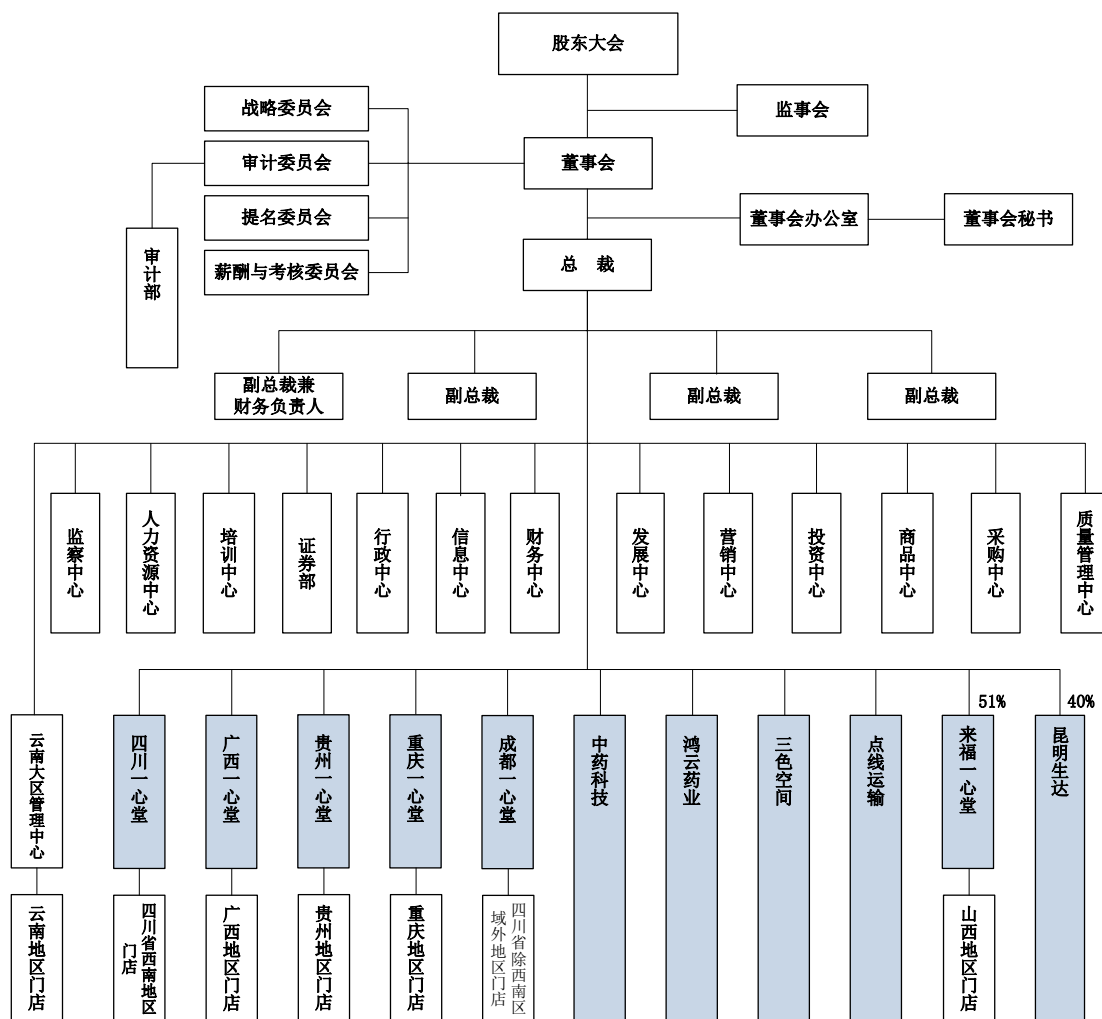 股东大会
战略委员会
监事会
审计委员会
董事会
提名委员会
董事会办公室
董事会秘书
审计部
总 裁
薪酬与考核委员会
副总裁兼
财务负责人
副总裁
副总裁
副总裁
监察中心
人力资源中心
培训中心
证券部
行政中心
信息中心
财务中心
发展中心
营销中心
投资中心
商品中心
采购中心
质量管理中心
51%
40%
云南大区管理中心
四川一心堂
广西一心堂
贵州一心堂
重庆一心堂
成都一心堂
中药科技
鸿云药业
三色空间
点线运输
来福一心堂
昆明生达
云南地区门店
四川省西南地区
门店
广西地区门店
贵州地区门店
重庆地区门店
四川省除西南区
域外地区门店
山西地区门店